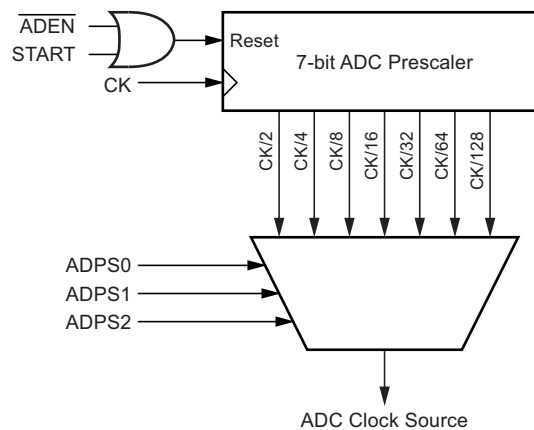 ADEN
START
Reset
7-bit ADC Prescaler
CK
CK/2
CK/4
CK/8
CK/16
CK/32
CK/64
CK/128
ADPS0
ADPS1
ADPS2
ADC Clock Source